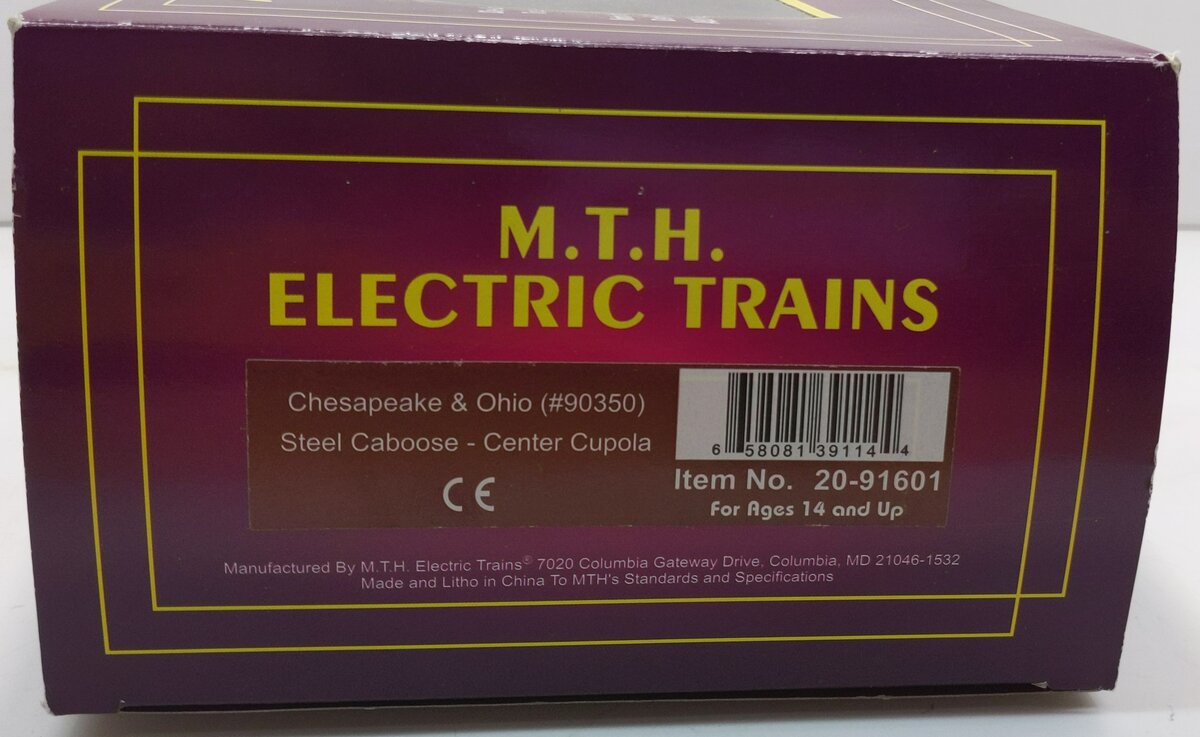 M.T.H.
ELECTRIC TRAINS
Chesapeake & Ohio (#90350)
Steel Caboose - Center Cupola
CE
6 58081 39114 4
Item No. 20-91601
For Ages 14 and Up
Manufactured By M.T.H. Electric Trains® 7020 Columbia Gateway Drive, Columbia, MD 21046-1532
Made and Litho in China To MTH's Standards and Specifications